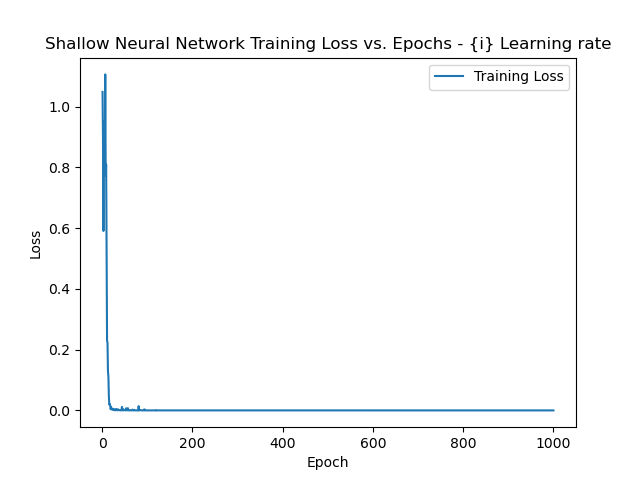 Shallow Neural Network Training Loss vs. Epochs - {i} Learning rate
Training Loss
1.0
0.8
0.6
0.4
0.2
0.0
Loss
0 200 400 600 800 1000
Epoch